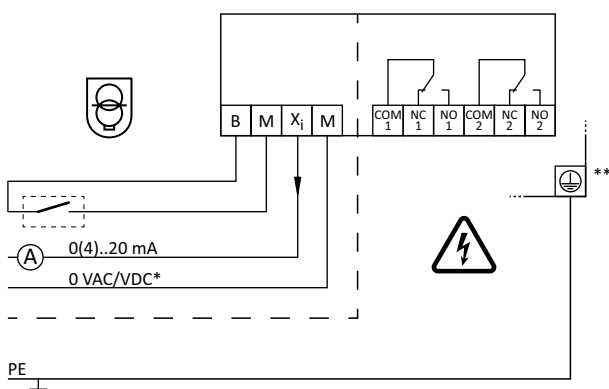 B M Xi M
COM 1 NC 1 NO 1 COM 2 NC 2 NO 2
**
A 0(4)..20 mA
0 VAC/VDC*
PE